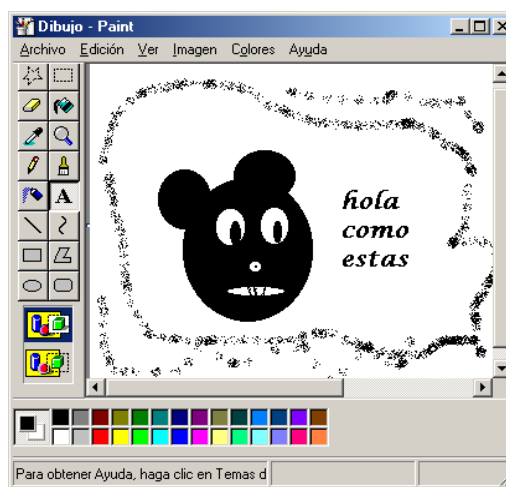 Dibujo - Paint
Archivo Edición Ver Imagen Colores Ayuda
A
hola
como
estas
Para obtener Ayuda, haga clic en Temas d